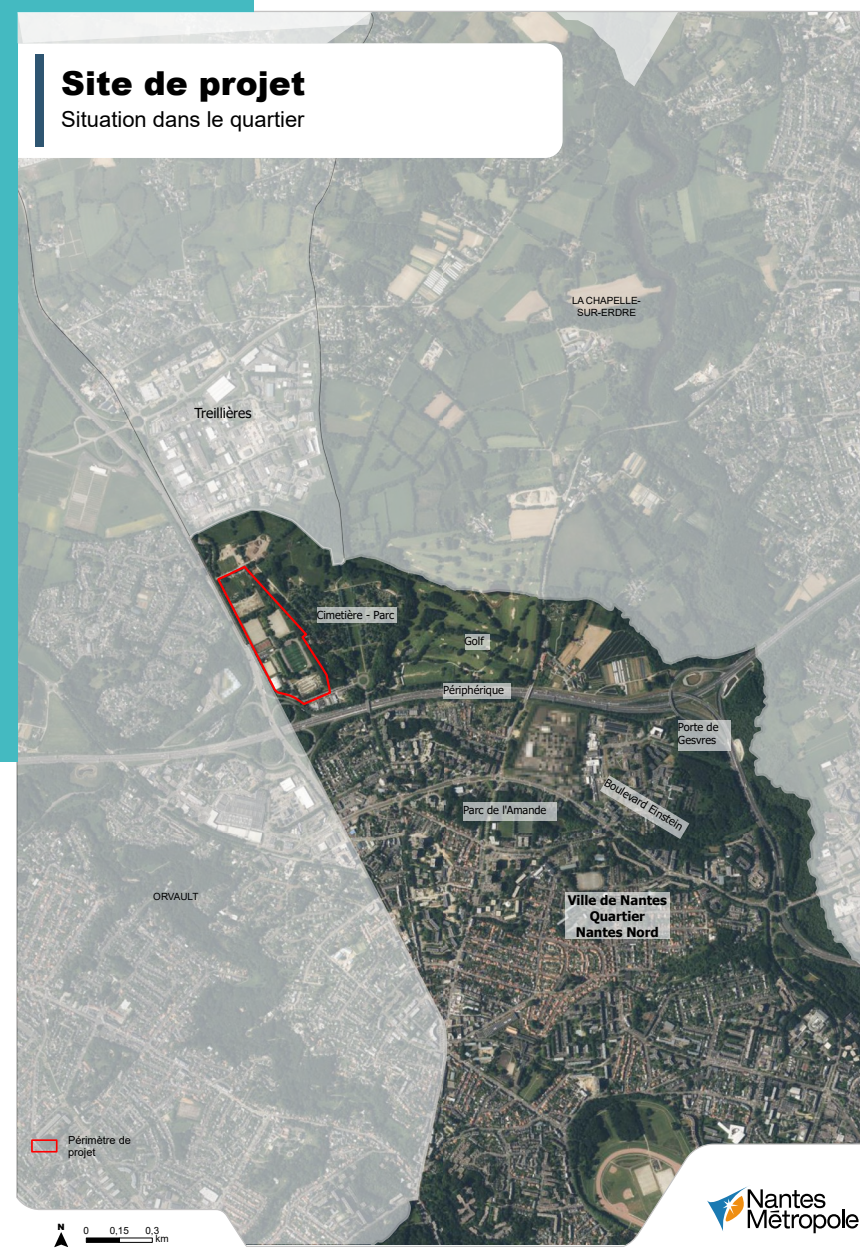 Site de projet
Situation dans le quartier
LA CHAPELLE-
SUR-ERDRE
Treillières
Cimetière - Parc
Golf
Périphérique
Porte de
Gesvres
Boulevard Einstein
Parc de l'Amande
ORVAULT
Ville de Nantes
Quartier
Nantes Nord
Périmètre de
projet
N
0 0,15 0,3
km
Nantes
Métropole